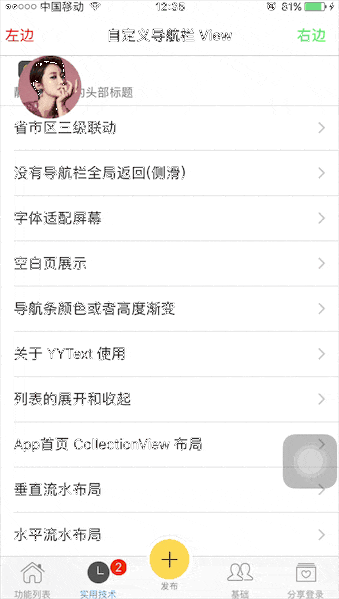 中国移动 12:35 81%
左边 自定义导航栏 View 右边
的头部标题
省市区三级联动
没有导航栏全局返回(侧滑)
字体适配屏幕
空白页展示
导航条颜色或者高度渐变
关于 YYText 使用
列表的展开和收起
App首页 CollectionView 布局
垂直流水布局
水平流水布局
2
功能列表 实用技术 发布 基础 分享登录